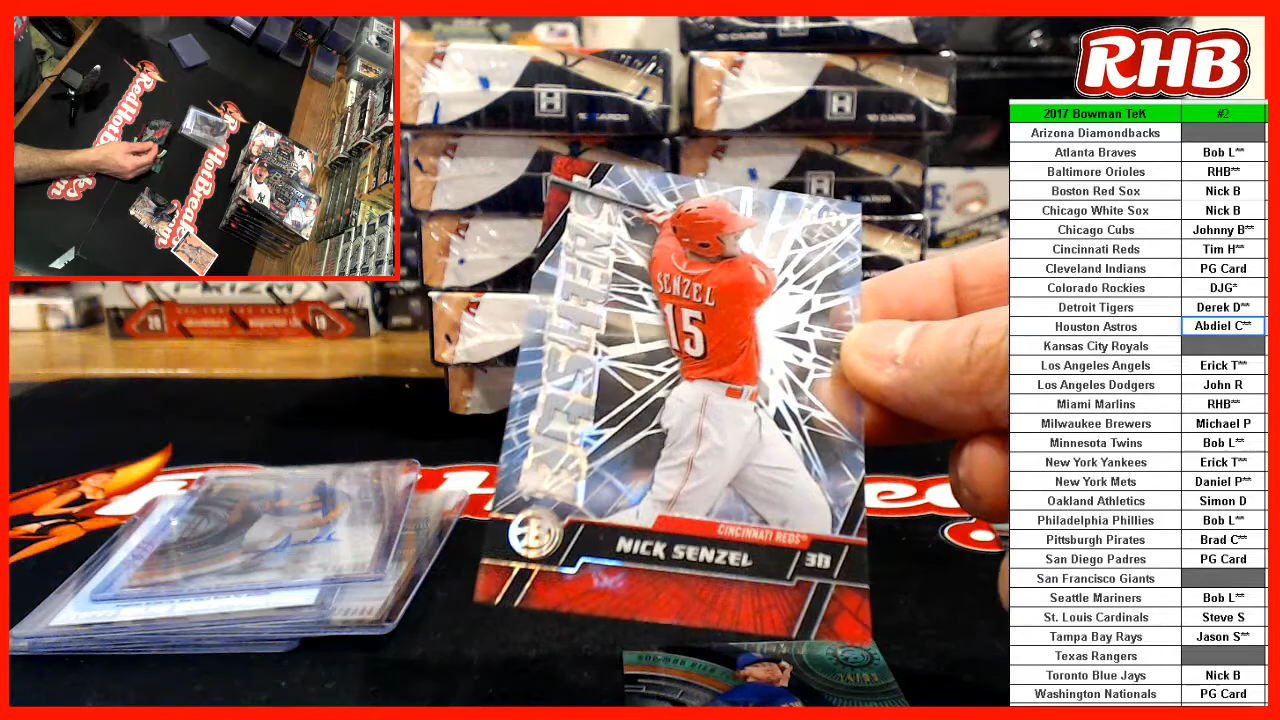 RHB
2017 Bowman TeK #2
Arizona Diamondbacks
Atlanta Braves Bob L**
Baltimore Orioles RHB**
Boston Red Sox Nick B
Chicago White Sox Nick B
Chicago Cubs Johnny B**
Cincinnati Reds Tim H**
Cleveland Indians PG Card
Colorado Rockies DJG*
Detroit Tigers Derek D**
Houston Astros Abdiel C**
Kansas City Royals
Los Angeles Angels Erick T**
Los Angeles Dodgers John R
Miami Marlins RHB**
Milwaukee Brewers Michael P
Minnesota Twins Bob L**
New York Yankees Erick T**
New York Mets Daniel P**
Oakland Athletics Simon D
Philadelphia Phillies Bob L**
Pittsburgh Pirates Brad C**
San Diego Padres PG Card
San Francisco Giants
Seattle Mariners Bob L**
St. Louis Cardinals Steve S
Tampa Bay Rays Jason S**
Texas Rangers
Toronto Blue Jays Nick B
Washington Nationals PG Card
H
10 CARDS
H
10 CARDS
PRIZM
SENZEL
15
CINCINNATI REDS
NICK SENZEL
3B